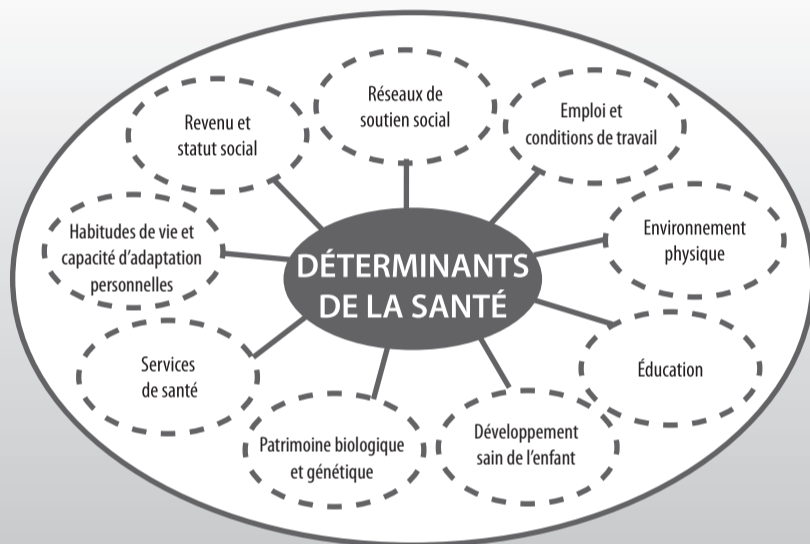 DÉTERMINANTS
DE LA SANTÉ
Réseaux de
soutien social
Emploi et
conditions de travail
Environnement
physique
Éducation
Développement
sain de l'enfant
Patrimoine biologique
et génétique
Services
de santé
Habitudes de vie et
capacité d'adaptation
personnelles
Revenu et
statut social